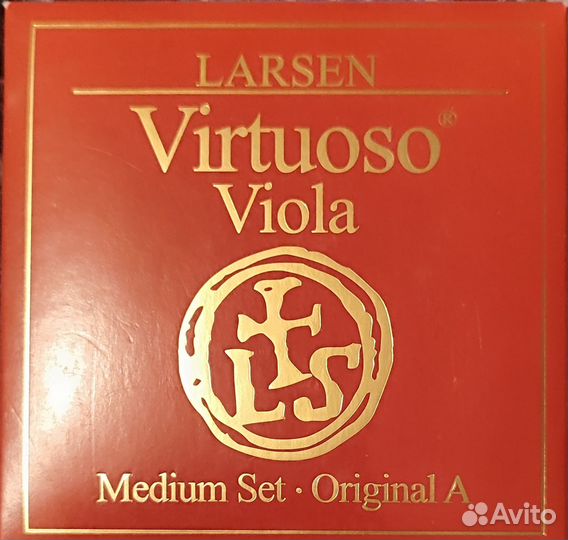 LARSEN
Virtuoso®
Viola
LS
Medium Set · Original A
Avito